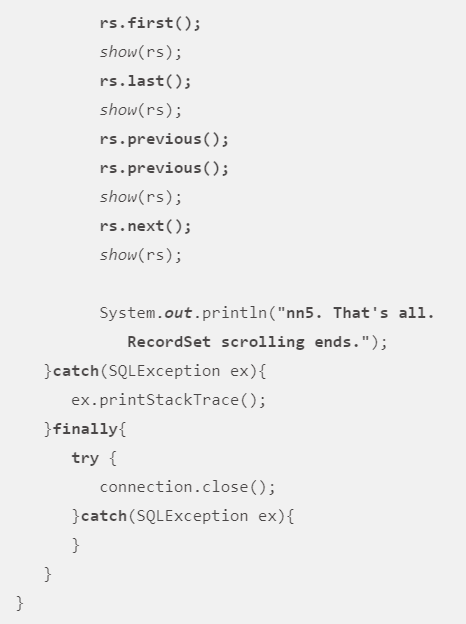 rs.first();
show(rs);
rs.last();
show(rs);
rs.previous();
rs.previous();
show(rs);
rs.next();
show(rs);
System.out.println("nn5. That's all.
RecordSet scrolling ends.");
}catch(SQLException ex){
ex.printStackTrace();
}finally{
try {
connection.close();
}catch(SQLException ex){
}
}
}